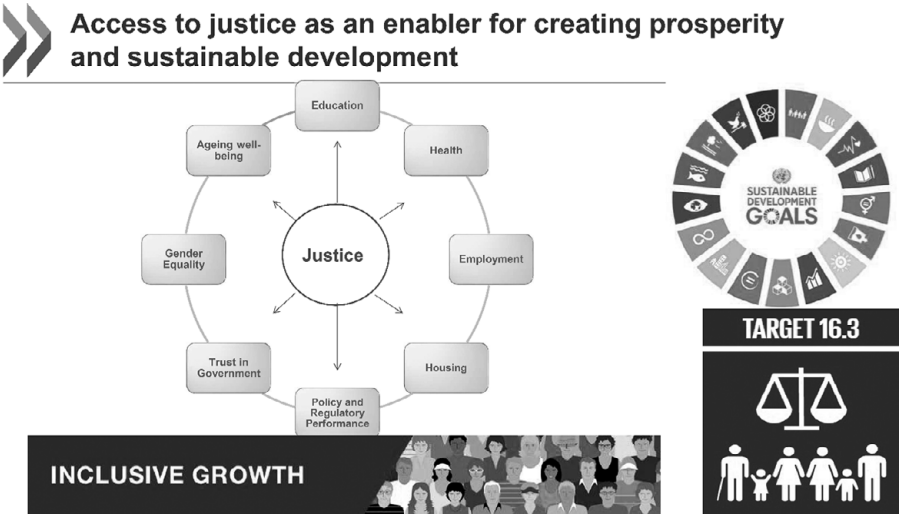 Access to justice as an enabler for creating prosperity
and sustainable development
Education
Ageing well-
being
Health
Gender
Equality
Justice
Employment
Trust in
Government
Housing
Policy and
Regulatory
Performance
INCLUSIVE GROWTH
SUSTAINABLE
DEVELOPMENT
GOALS
TARGET 16.3